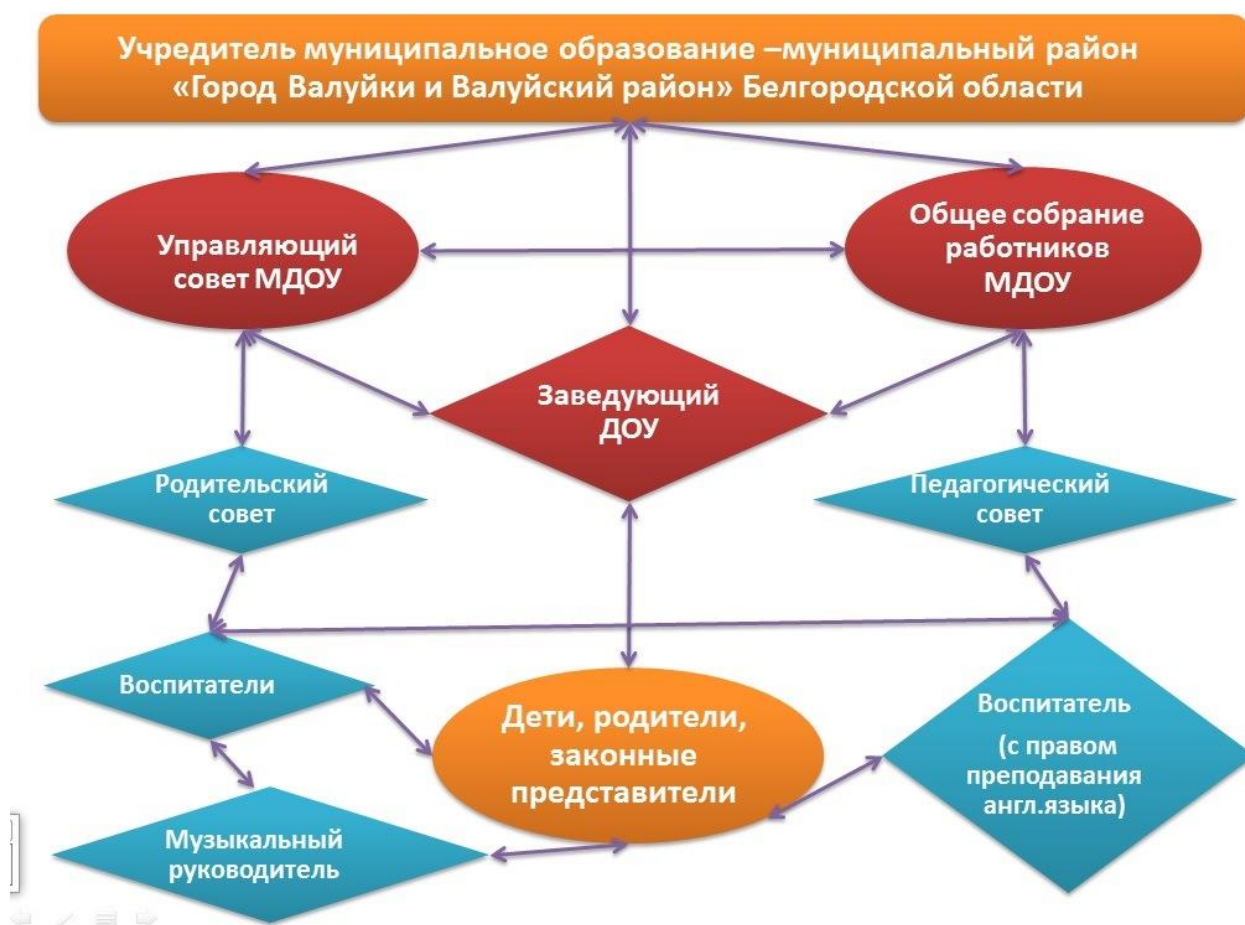 Учредитель муниципальное образование –муниципальный район
«Город Валуйки и Валуйский район» Белгородской области
Управляющий
совет МДОУ
Общее собрание
работников
МДОУ
Заведующий
ДОУ
Родительский
совет
Педагогический
совет
Воспитатели
Дети, родители,
законные
представители
Воспитатель
(с правом
преподавания
англ.языка)
Музыкальный
руководитель